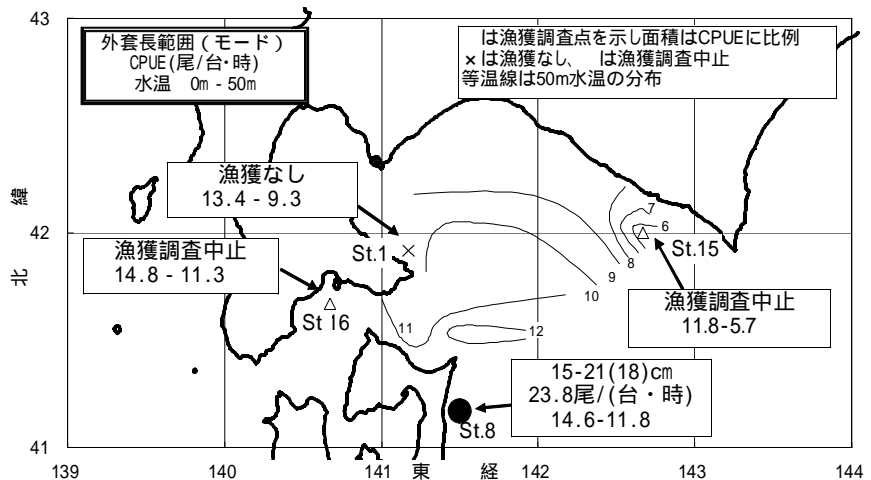 43
外套長範囲（モード）
CPUE(尾/台・時)
水温 0m - 50m
は漁獲調査点を示し面積はCPUEに比例
×は漁獲なし、 は漁獲調査中止
等温線は50m水温の分布
漁獲なし
13.4 - 9.3
緯
42
北
St.1
漁獲調査中止
14.8 - 11.3
St 16
7
6
St.15
8
9
10
漁獲調査中止
11.8-5.7
11
12
15-21(18)cm
23.8尾/(台・時)
14.6-11.8
St.8
41
139
140
141
東 経
142
143
144